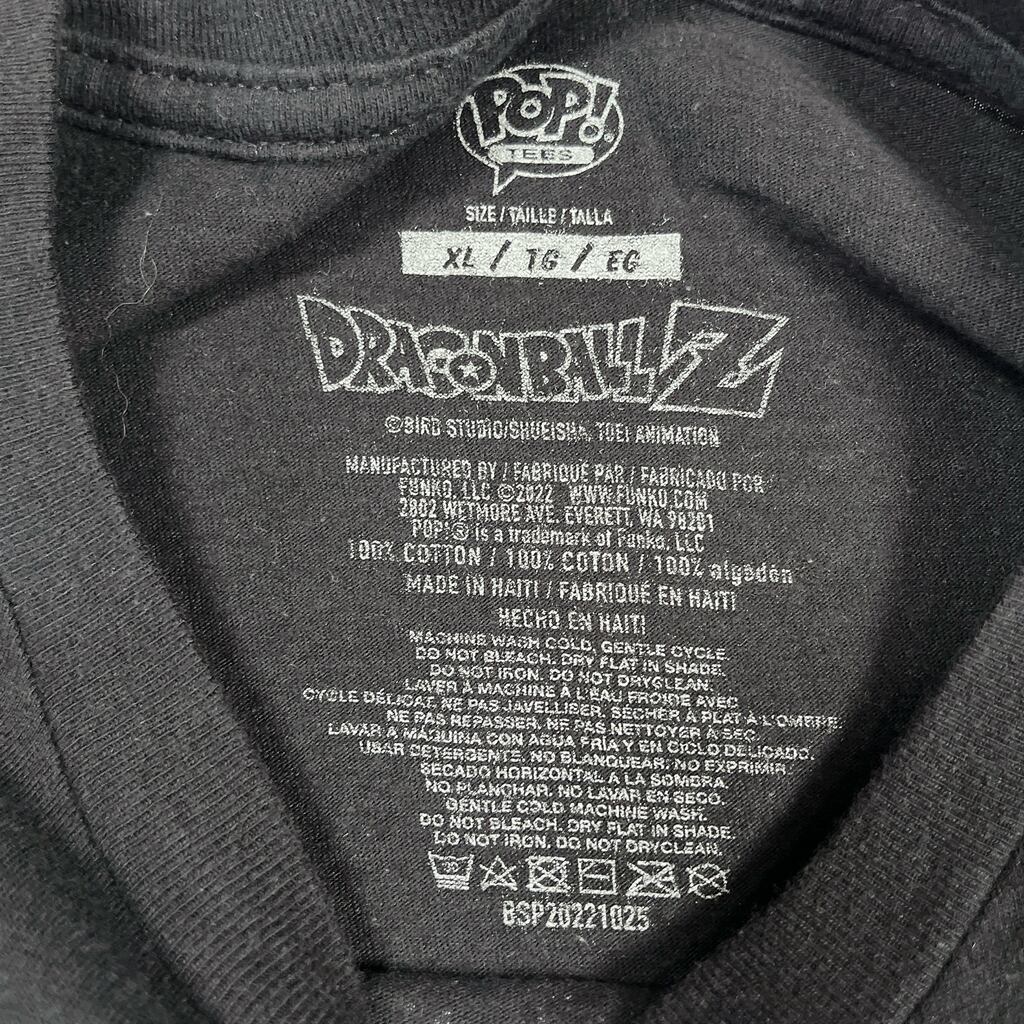 POP!
TEES
SIZE / TAILLE / TALLA
XL / TG / EG
DRAGONBALL Z
©BIRD STUDIO/SHUEISHA, TOEI ANIMATION
MANUFACTURED BY / FABRIQUÉ PAR / FABRICADO POR /
FUNKO, LLC ©2022 WWW.FUNKO.COM
2802 WETMORE AVE. EVERETT, WA 98201
POP!® is a trademark of Funko, LLC
100% COTTON / 100% COTON / 100% algodón
MADE IN HAITI / FABRIQUÉ EN HAITI
HECHO EN HAITI
MACHINE WASH COLD, GENTLE CYCLE.
DO NOT BLEACH. DRY FLAT IN SHADE.
DO NOT IRON. DO NOT DRYCLEAN.
LAVER À MACHINE À L'EAU FROIDE AVEC
CYCLE DÉLICAT. NE PAS JAVELLISER. SÉCHER À PLAT À L'OMBRE.
NE PAS REPASSER. NE PAS NETTOYER À SEC.
LAVAR A MÁQUINA CON AGUA FRÍA Y EN CICLO DELICADO.
USAR DETERGENTE. NO BLANQUEAR. NO EXPRIMIR.
SECADO HORIZONTAL A LA SOMBRA.
NO PLANCHAR. NO LAVAR EN SECO.
GENTLE COLD MACHINE WASH.
DO NOT BLEACH. DRY FLAT IN SHADE.
DO NOT IRON. DO NOT DRYCLEAN.
30
BSP20221025